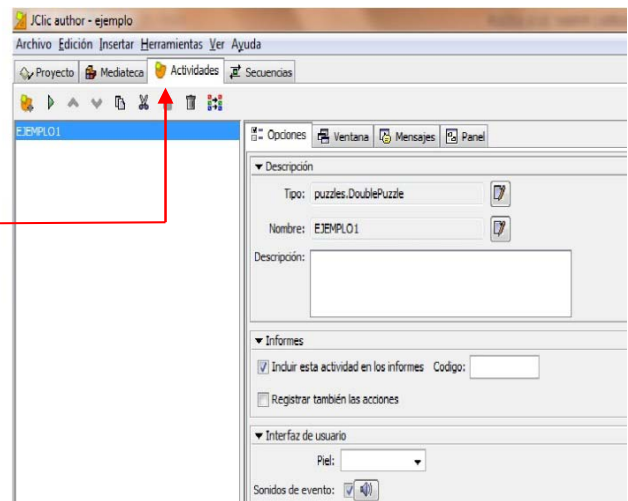 JClic author - ejemplo
Archivo Edición Insertar Herramientas Ver Ayuda
Proyecto Mediateca Actividades Secuencias
EJEMPLO1
Opciones Ventana Mensajes Panel
Descripción
Tipo: puzzles.DoublePuzzle
Nombre: EJEMPLO1
Descripción:
Informes
Incluir esta actividad en los informes Codigo:
Registrar también las acciones
Interfaz de usuario
Piel:
Sonidos de evento: